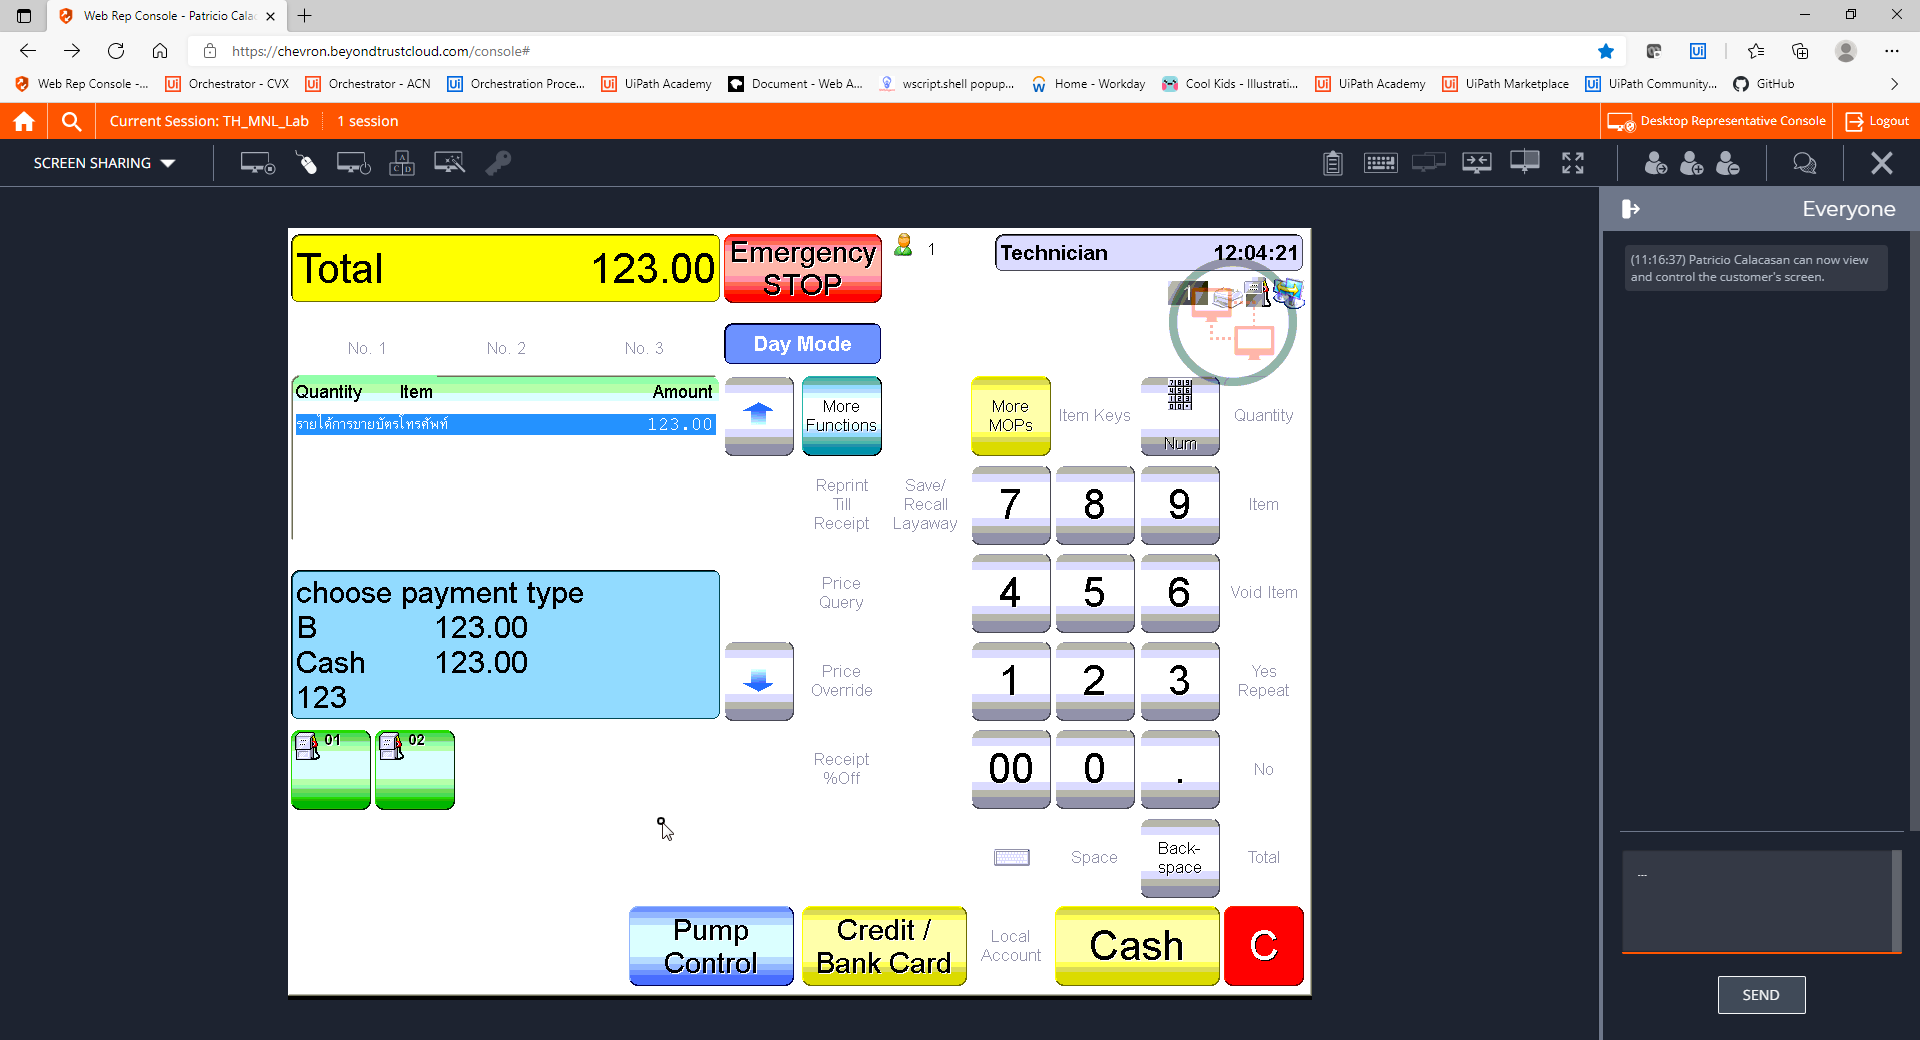 Web Rep Console - Patricio Cala
https://chevron.beyondtrustcloud.com/console#
Web Rep Console -...
Orchestrator - CVX
Orchestrator - ACN
Orchestration Proce...
UiPath Academy
Document - Web A...
wscript.shell popup...
Home - Workday
Cool Kids - Illustrati...
UiPath Academy
UiPath Marketplace
UiPath Community...
GitHub
Current Session: TH_MNL_Lab
1 session
Desktop Representative Console
Logout
SCREEN SHARING
Everyone
(11:16:37) Patricio Calacasan can now view
and control the customer's screen.
Total 123.00
Emergency
STOP
1
Technician 12:04:21
1
No. 1 No. 2 No. 3
Day Mode
Quantity Item Amount
รายได้การขายบัตรโทรศัพท์ 123.00
More
Functions
More
MOPs
Item Keys
Num
Quantity
Reprint
Till
Receipt
Save/
Recall
Layaway
7 8 9
Item
choose payment type
B 123.00
Cash 123.00
123
Price
Query
4 5 6
Void Item
Price
Override
1 2 3
Yes
Repeat
01 02
Receipt
%Off
00 0 .
No
Space
Back-
space
Total
Pump
Control
Credit /
Bank Card
Local
Account
Cash
C
...
SEND